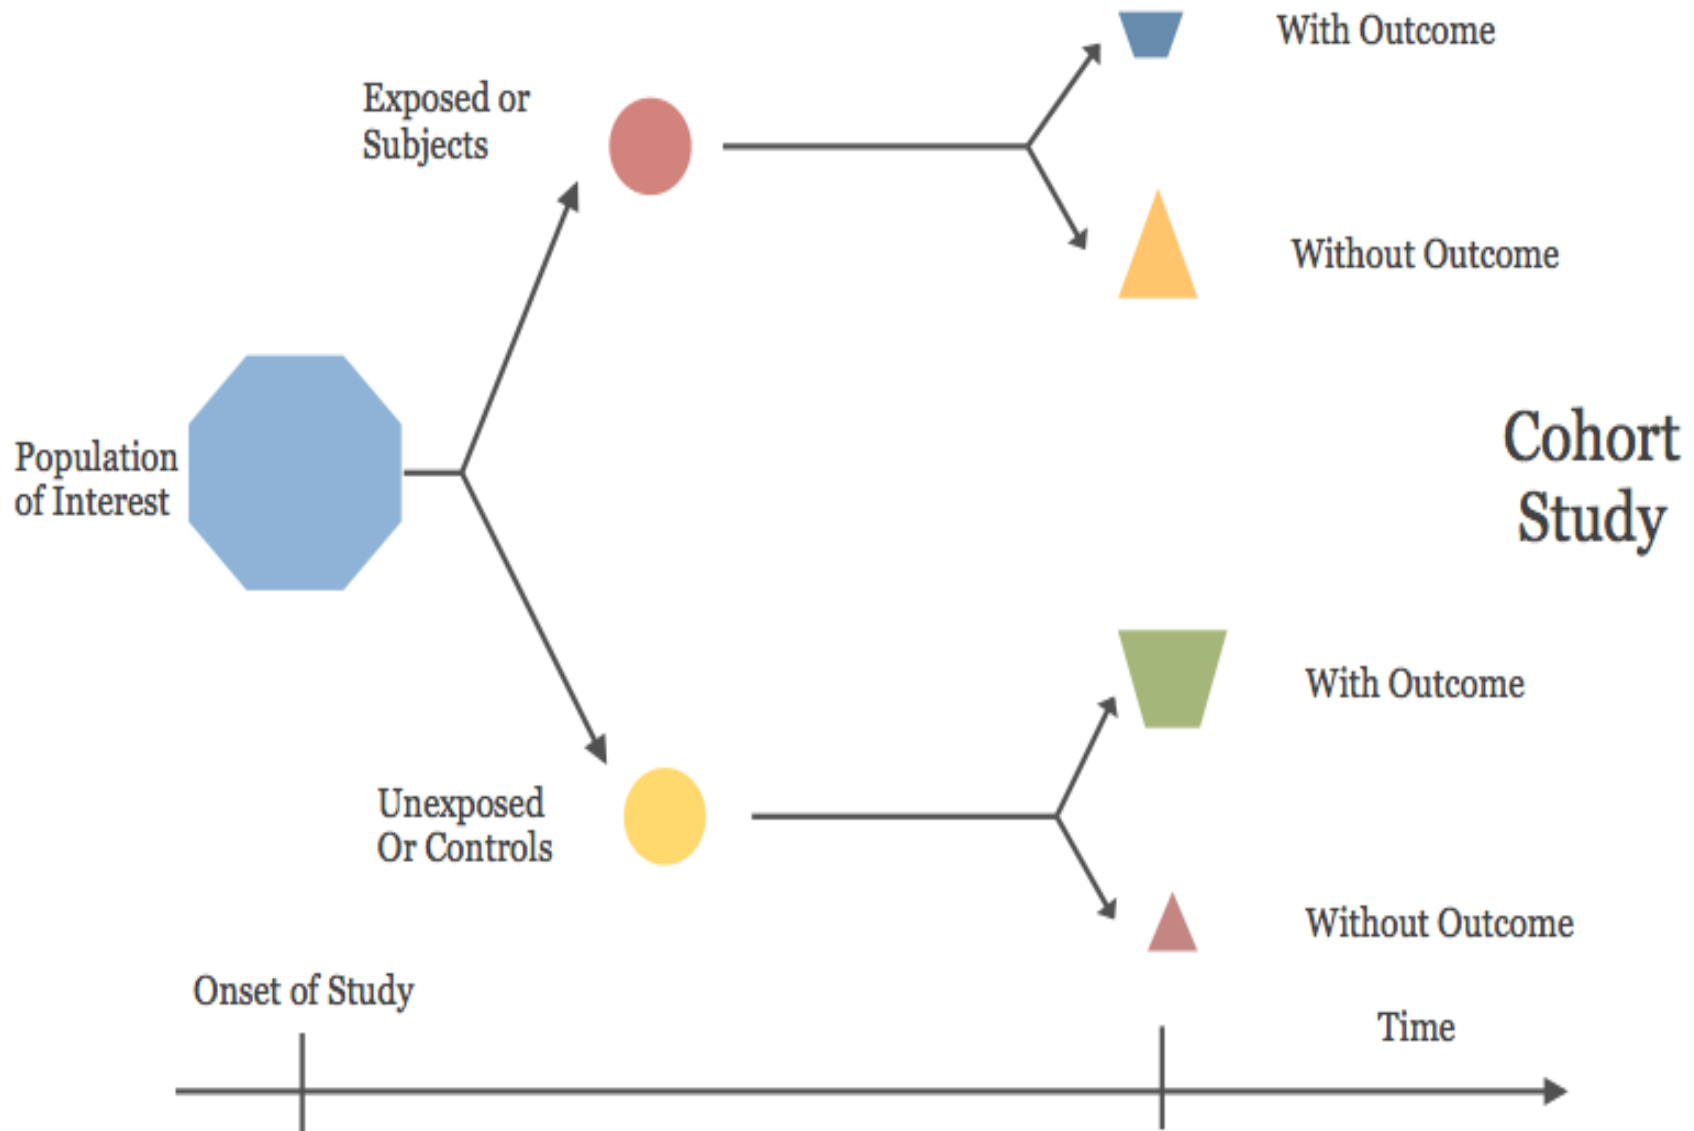 With Outcome
Exposed or
Subjects
Without Outcome
Population
of Interest
Cohort
Study
With Outcome
Unexposed
Or Controls
Without Outcome
Onset of Study
Time